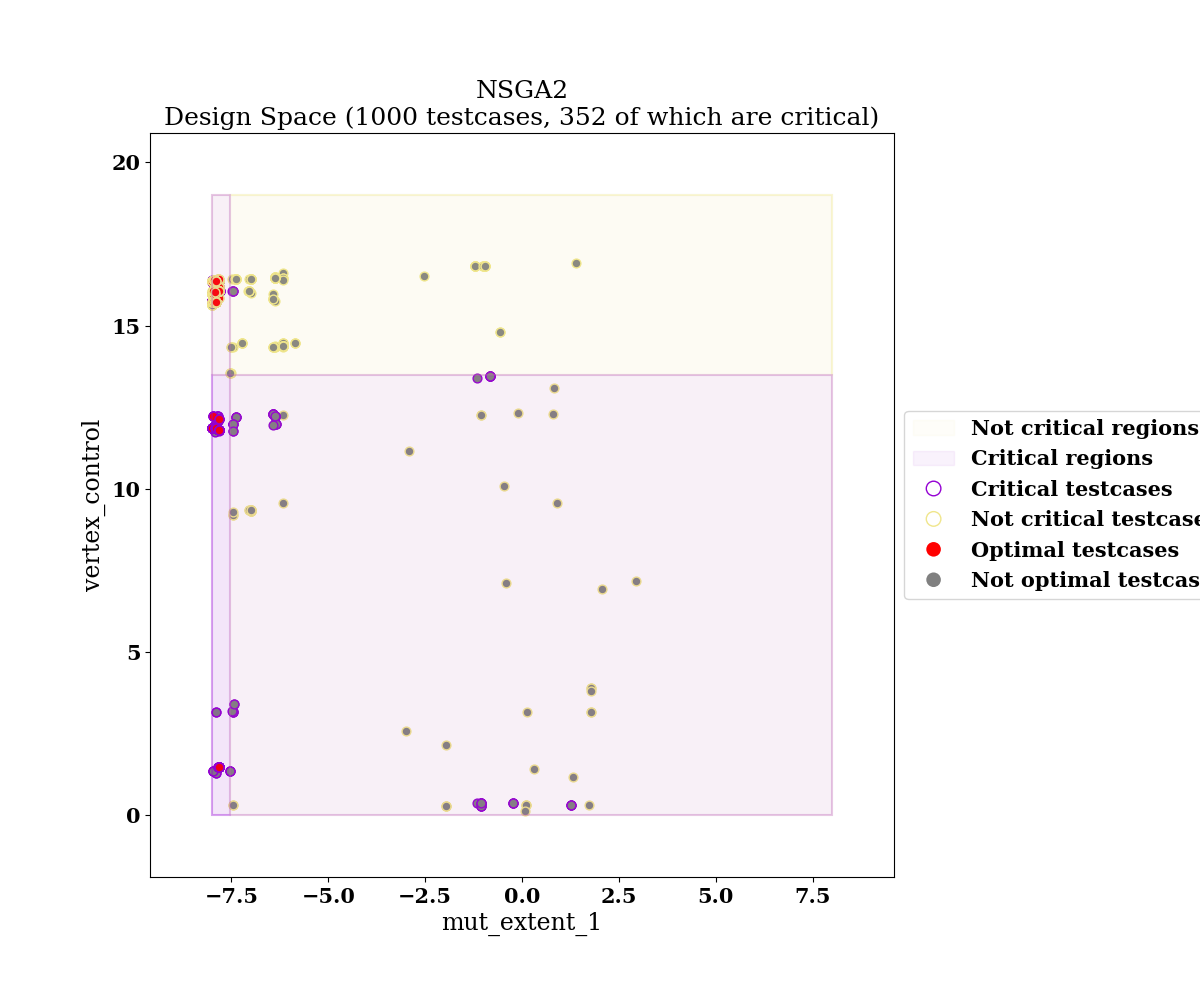 NSGA2
Design Space (1000 testcases, 352 of which are critical)
20
15
10
5
0
vertex_control
−7.5 −5.0 −2.5 0.0 2.5 5.0 7.5
mut_extent_1
Not critical regions
Critical regions
Critical testcases
Not critical testcase
Optimal testcases
Not optimal testcas